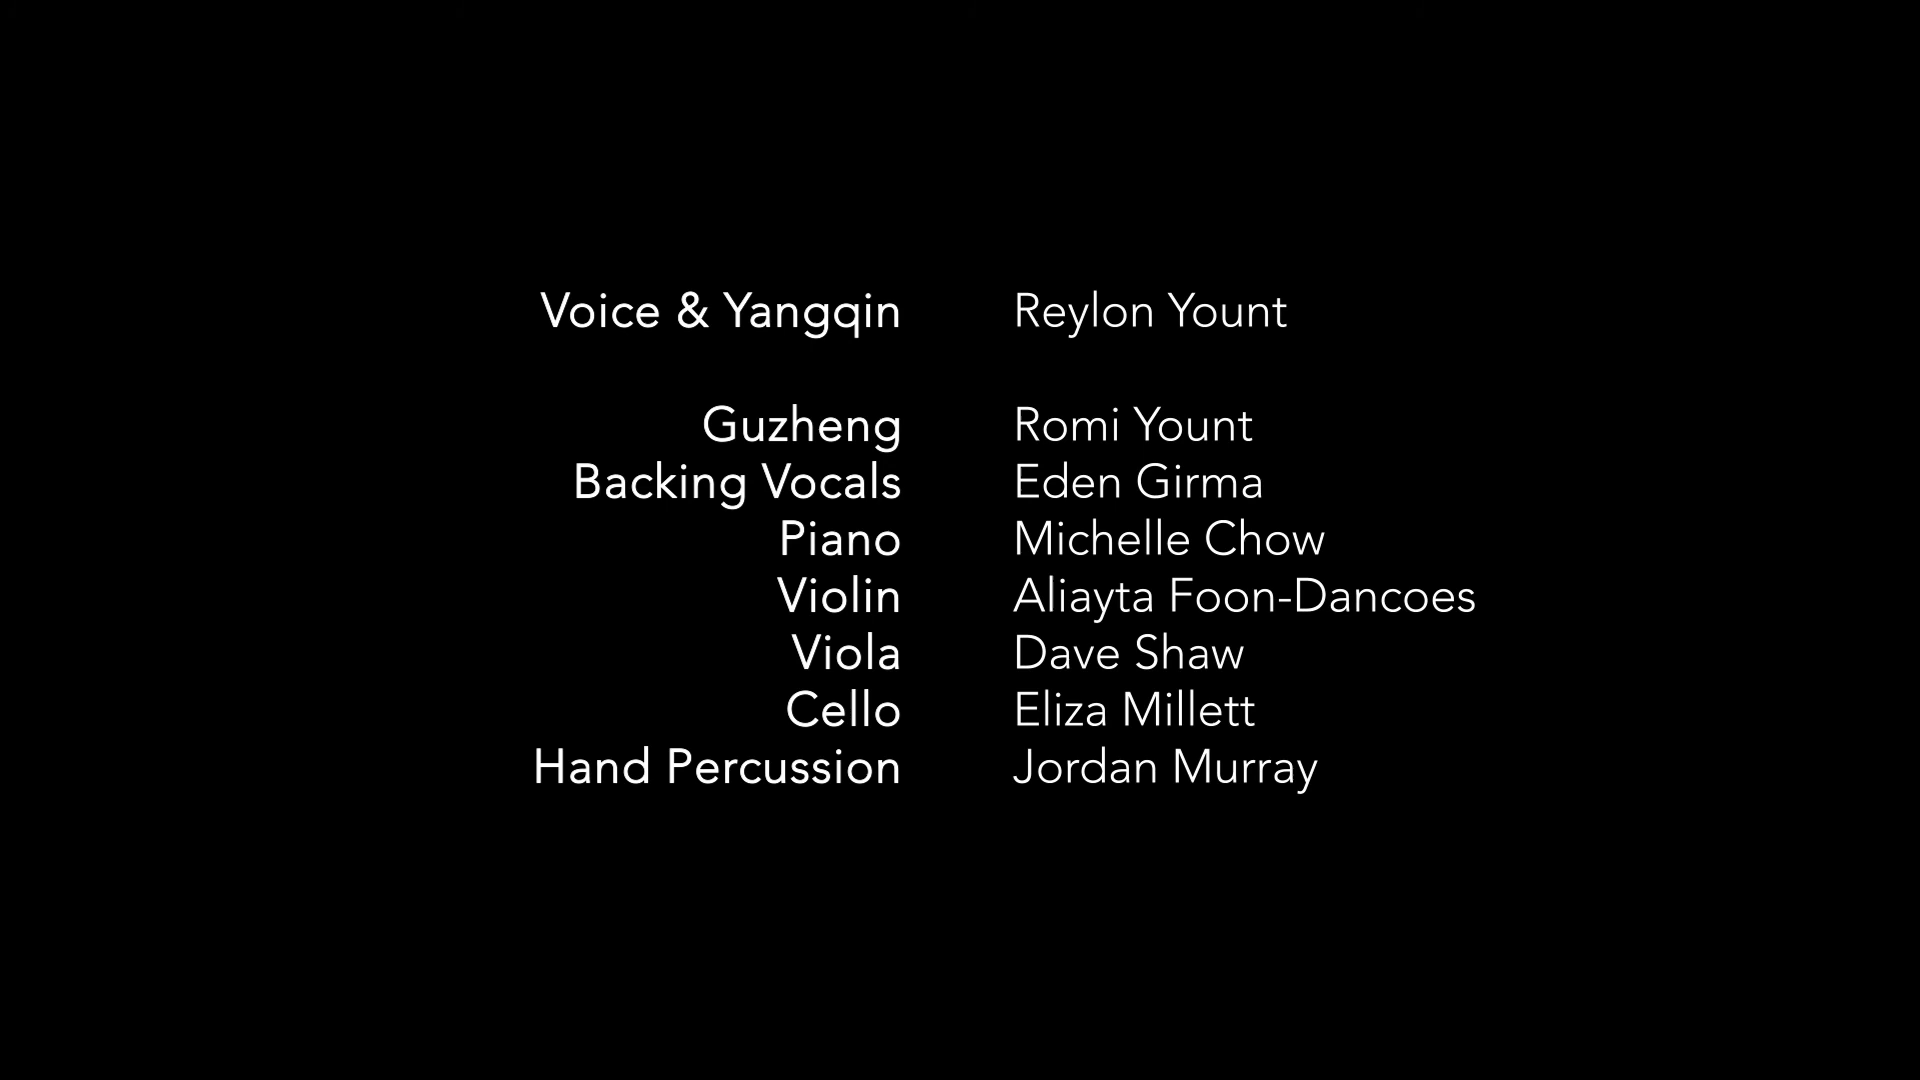 Voice & Yangqin Reylon Yount
Guzheng Romi Yount
Backing Vocals Eden Girma
Piano Michelle Chow
Violin Aliayta Foon-Dancoes
Viola Dave Shaw
Cello Eliza Millett
Hand Percussion Jordan Murray